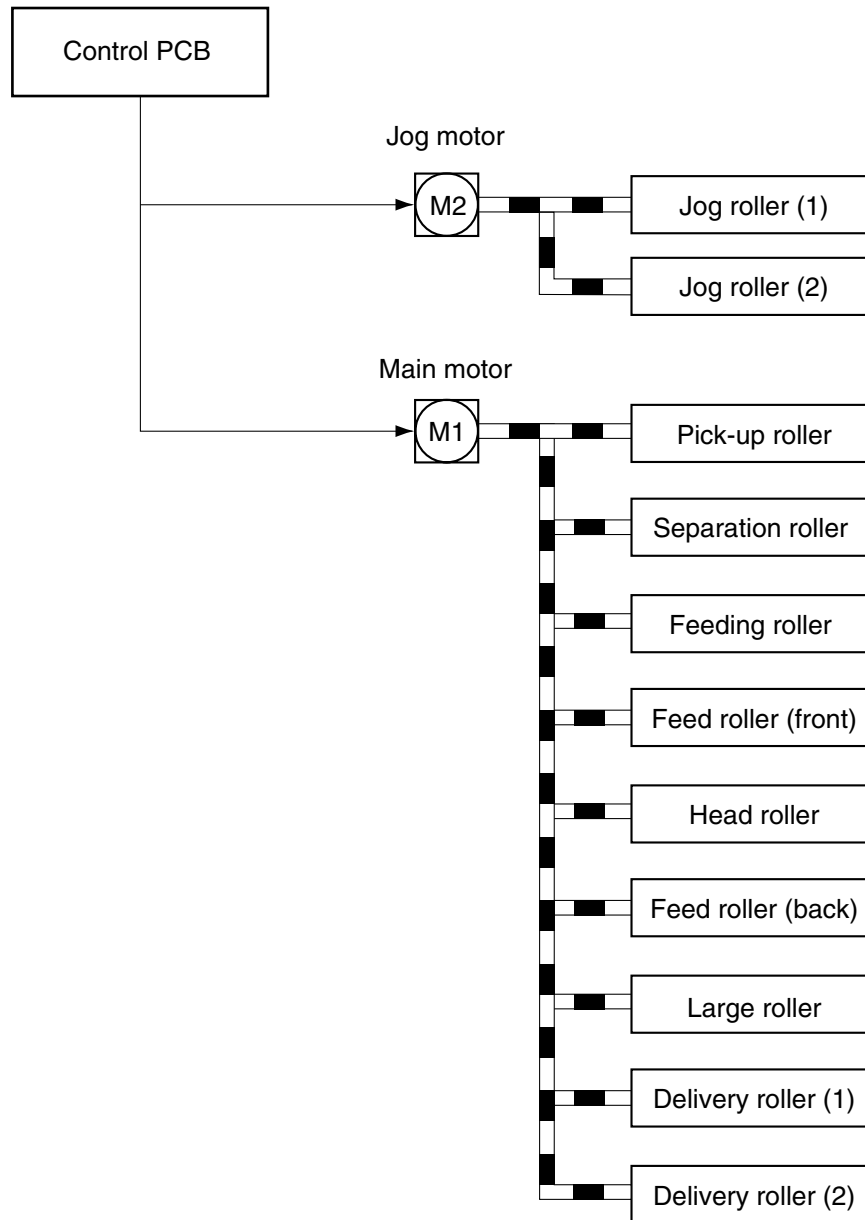 Control PCB
Jog motor
M2
Jog roller (1)
Jog roller (2)
Main motor
M1
Pick-up roller
Separation roller
Feeding roller
Feed roller (front)
Head roller
Feed roller (back)
Large roller
Delivery roller (1)
Delivery roller (2)